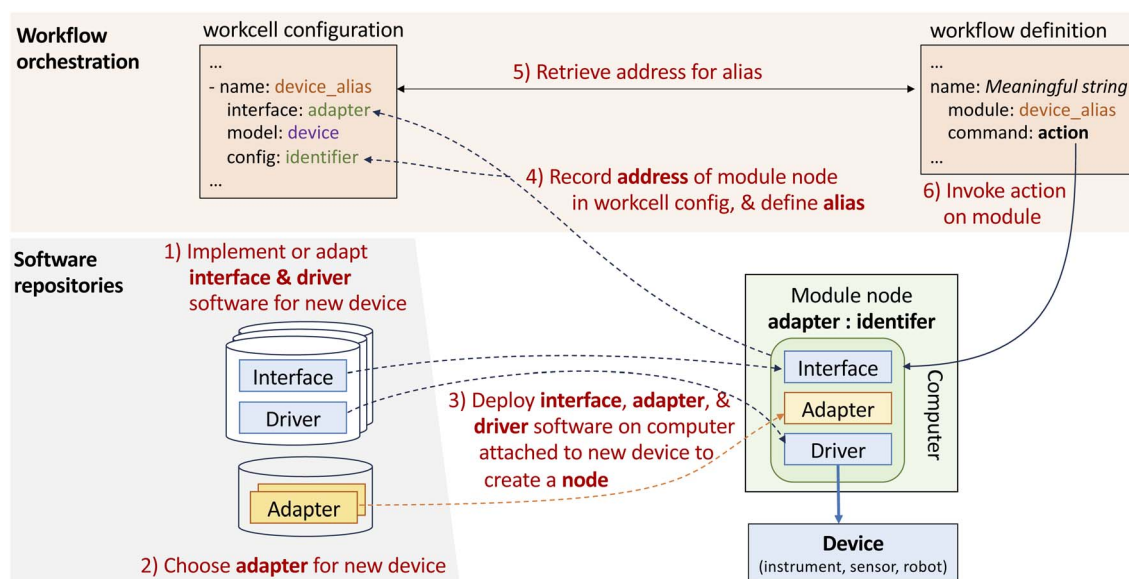 Workflow
orchestration
workcell configuration
...
- name: device_alias
interface: adapter
model: device
config: identifier
...
5) Retrieve address for alias
workflow definition
...
name: Meaningful string
module: device_alias
command: action
...
4) Record address of module node
in workcell config, & define alias
6) Invoke action
on module
Software
repositories
1) Implement or adapt
interface & driver
software for new device
Interface
Driver
Adapter
2) Choose adapter for new device
3) Deploy interface, adapter, &
driver software on computer
attached to new device to
create a node
Module node
adapter : identifer
Interface
Adapter
Driver
Computer
Device
(instrument, sensor, robot)